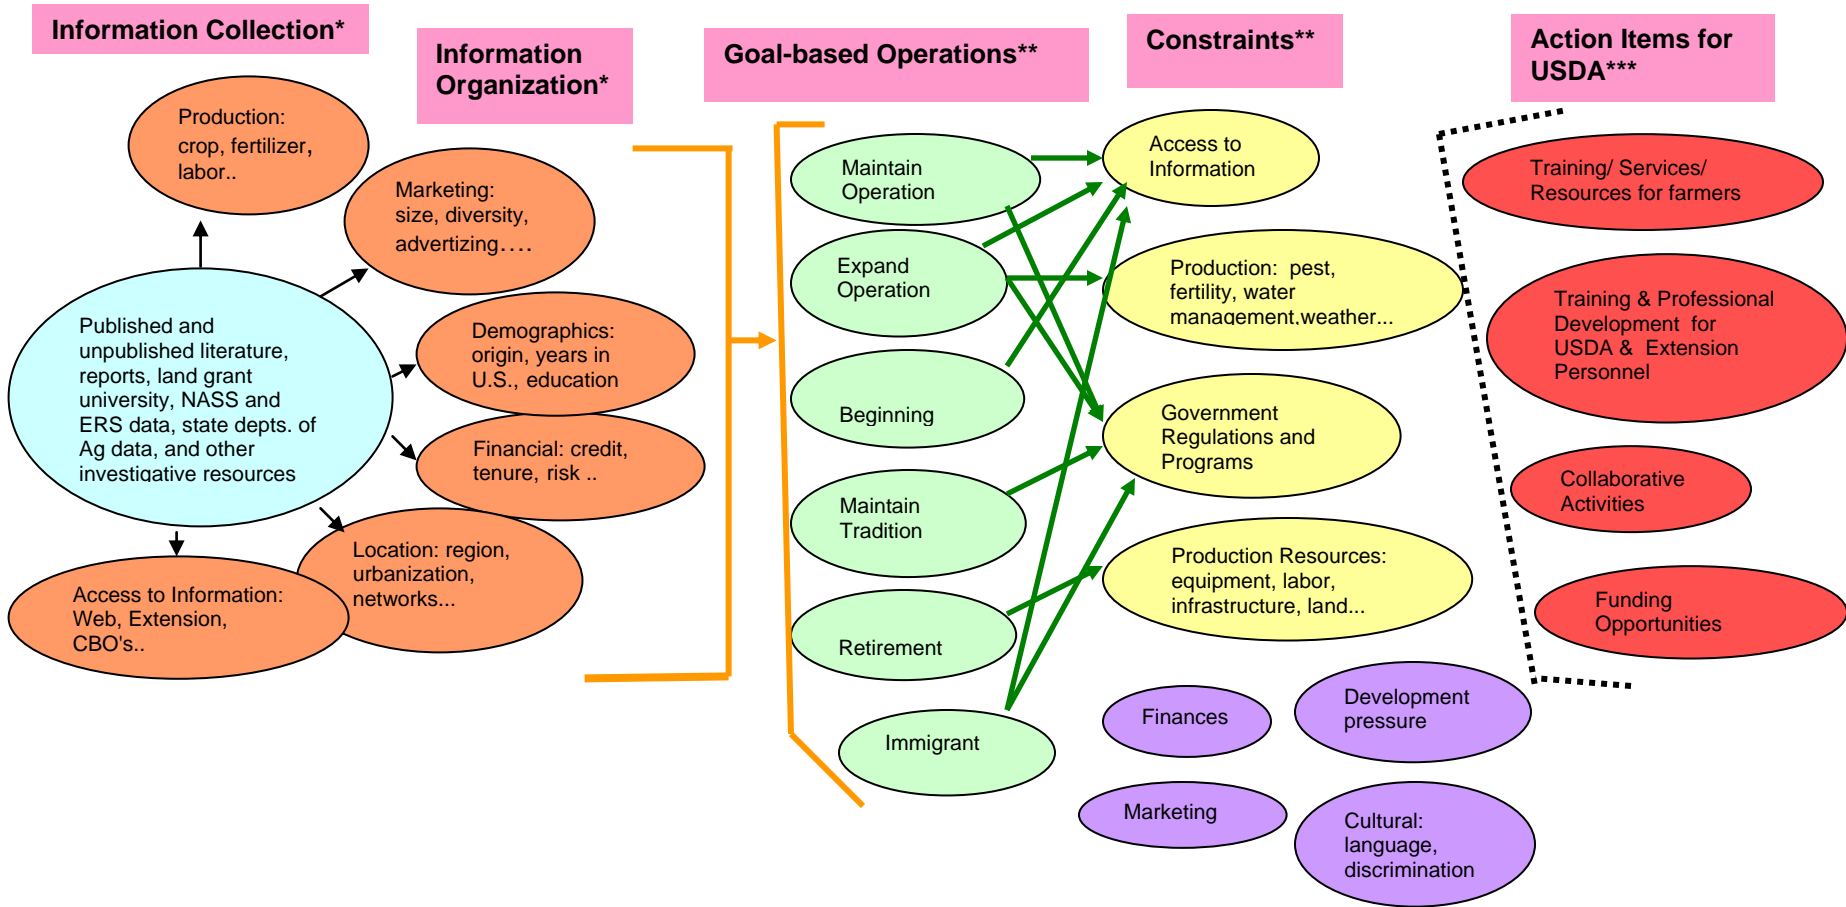 Information Collection*
Information
Organization*
Goal-based Operations**
Constraints**
Action Items for
USDA***
Production:
crop, fertilizer,
labor..
Marketing:
size, diversity,
advertizing....
Demographics:
origin, years in
U.S., education
Financial: credit,
tenure, risk ..
Location: region,
urbanization,
networks...
Access to Information:
Web, Extension,
CBO's..
Published and
unpublished literature,
reports, land grant
university, NASS and
ERS data, state depts. of
Ag data, and other
investigative resources
Maintain
Operation
Expand
Operation
Beginning
Maintain
Tradition
Retirement
Immigrant
Access to
Information
Production:  pest,
fertility, water
management,weather...
Government
Regulations and
Programs
Production Resources:
equipment, labor,
infrastructure, land...
Finances
Development
pressure
Marketing
Cultural:
language,
discrimination
Training/ Services/
Resources for farmers
Training & Professional
Development  for
USDA &  Extension
Personnel
Collaborative
Activities
Funding
Opportunities